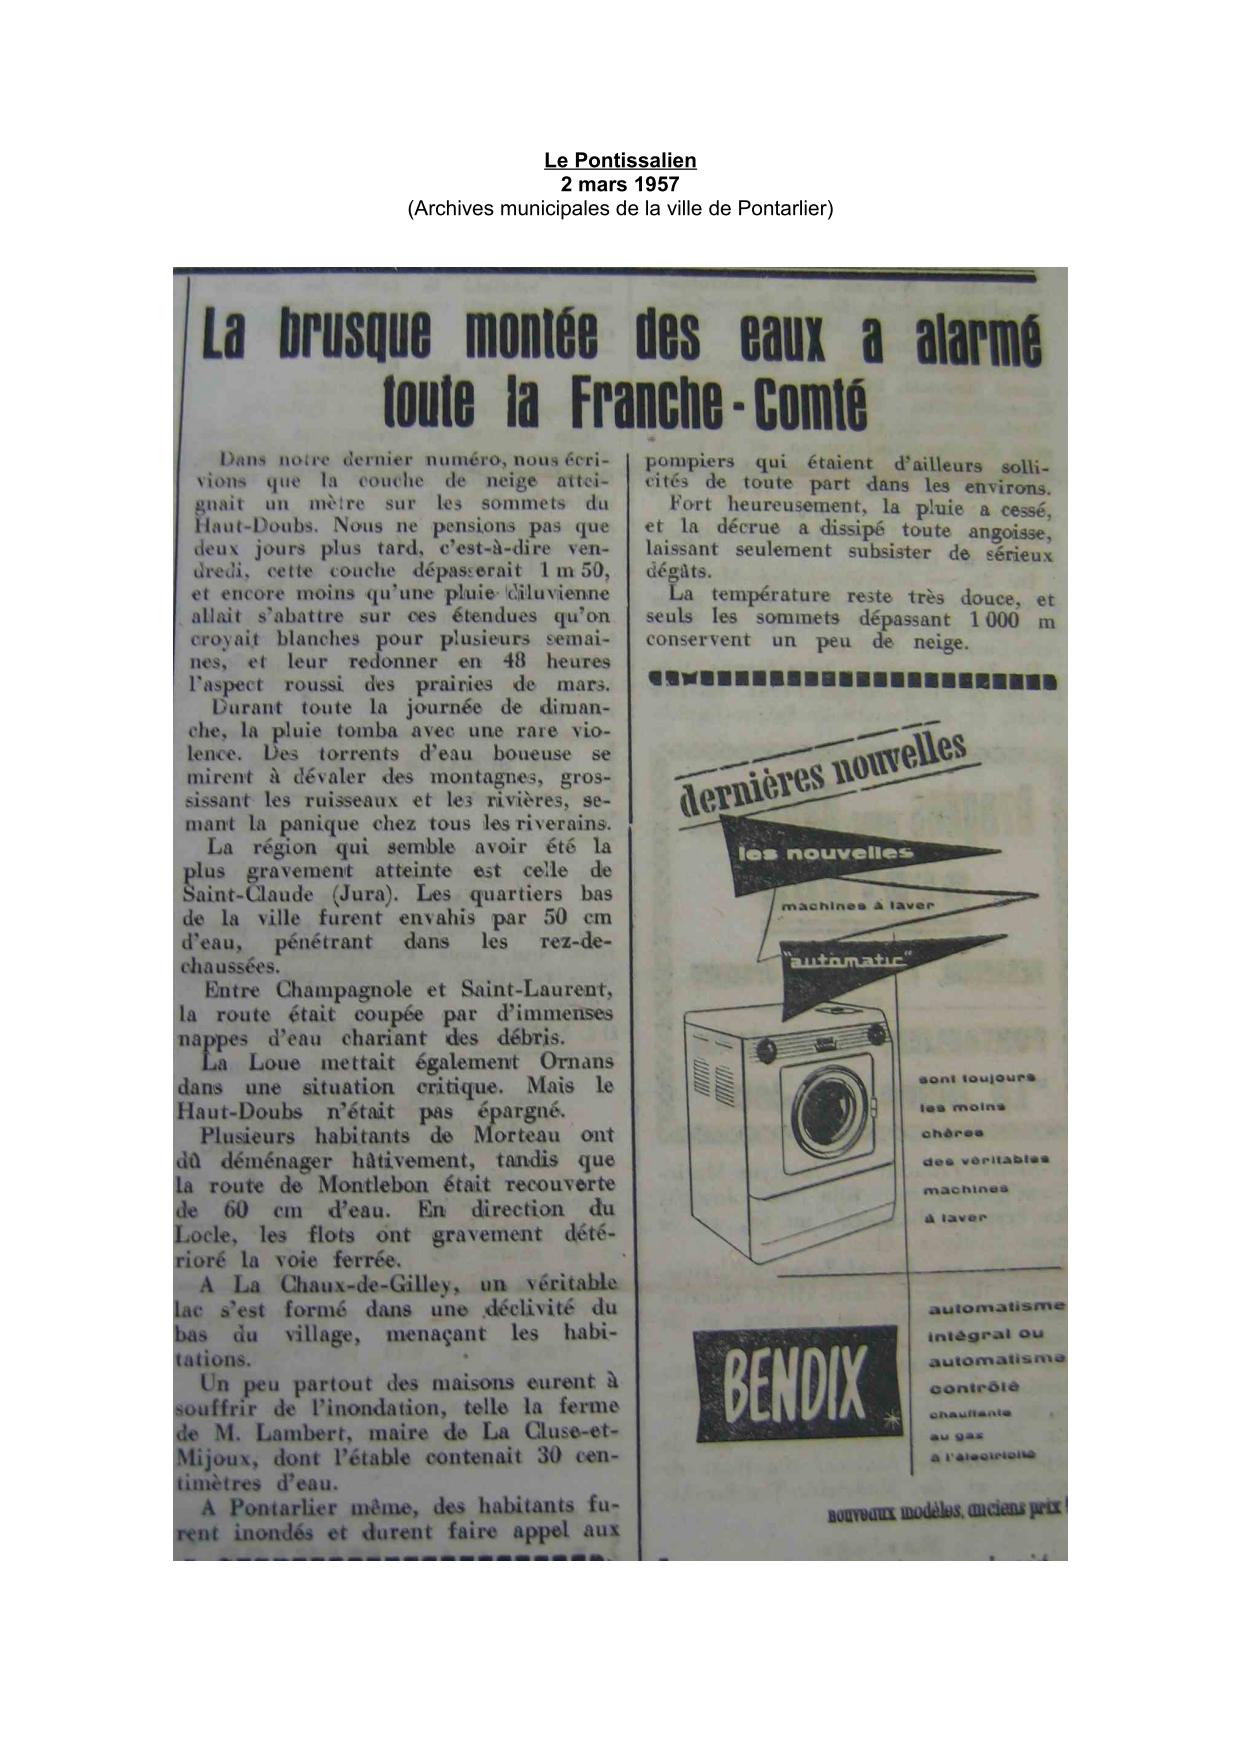 Le Pontissalien
2 mars 1957
(Archives municipales de la ville de Pontarlier)
La brusque montée des eaux a alarmé
toute la Franche-Comté
Dans notre dernier numéro, nous écri-
vions que la couche de neige attei-
gnait un mètre sur les sommets du
Haut-Doubs. Nous ne pensions pas que
deux jours plus tard, c'est-à-dire ven-
dredi, cette couche dépasserait 1 m 50,
et encore moins qu'une pluie diluvienne
allait s'abattre sur ces étendues qu'on
croyait blanches pour plusieurs semai-
nes, et leur redonner en 48 heures
l'aspect roussi des prairies de mars.
Durant toute la journée de diman-
che, la pluie tomba avec une rare vio-
lence. Des torrents d'eau boueuse se
mirent à dévaler des montagnes, gros-
sissant les ruisseaux et les rivières, se-
mant la panique chez tous les riverains.
La région qui semble avoir été la
plus gravement atteinte est celle de
Saint-Claude (Jura). Les quartiers bas
de la ville furent envahis par 50 cm
d'eau, pénétrant dans les rez-de-
chaussées.
Entre Champagnole et Saint-Laurent,
la route était coupée par d'immenses
nappes d'eau chariant des débris.
La Loue mettait également Ornans
dans une situation critique. Mais le
Haut-Doubs n'était pas épargné.
Plusieurs habitants de Morteau ont
dû déménager hâtivement, tandis que
la route de Montlebon était recouverte
de 60 cm d'eau. En direction du
Locle, les flots ont gravement dété-
rioré la voie ferrée.
A La Chaux-de-Gilley, un véritable
lac s'est formé dans une déclivité du
bas du village, menaçant les habi-
tations.
Un peu partout des maisons eurent à
souffrir de l'inondation, telle la ferme
de M. Lambert, maire de La Cluse-et-
Mijoux, dont l'étable contenait 30 cen-
timètres d'eau.
A Pontarlier même, des habitants fu-
rent inondés et durent faire appel aux
pompiers qui étaient d'ailleurs solli-
cités de toute part dans les environs.
Fort heureusement, la pluie a cessé,
et la décrue a dissipé toute angoisse,
laissant seulement subsister de sérieux
dégâts.
La température reste très douce, et
seuls les sommets dépassant 1 000 m
conservent un peu de neige.
dernières nouvelles
les nouvelles
machines à laver
"automatic"
sont toujours
les moins
chères
des véritables
machines
à laver
automatisme
intégral ou
automatisme
contrôlé
chauffante
au gaz
à l'électricité
BENDIX
nouveaux modèles, anciens prix !